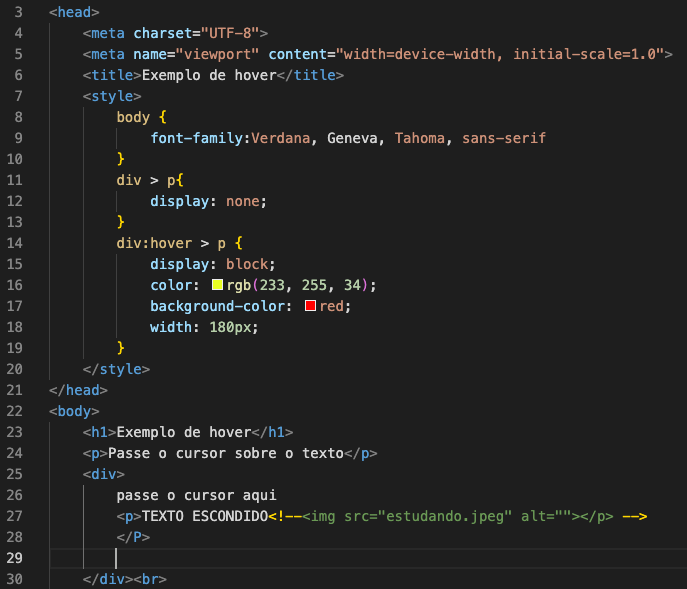 3 <head>
4 <meta charset="UTF-8">
5 <meta name="viewport" content="width=device-width, initial-scale=1.0">
6 <title>Exemplo de hover</title>
7 <style>
8 body {
9 font-family:Verdana, Geneva, Tahoma, sans-serif
10 }
11 div > p{
12 display: none;
13 }
14 div:hover > p {
15 display: block;
16 color: rgb(233, 255, 34);
17 background-color: red;
18 width: 180px;
19 }
20 </style>
21 </head>
22 <body>
23 <h1>Exemplo de hover</h1>
24 <p>Passe o cursor sobre o texto</p>
25 <div>
26 passe o cursor aqui
27 <p>TEXTO ESCONDIDO<!--<img src="estudando.jpeg" alt=""></p> -->
28 </P>
29
30 </div><br>